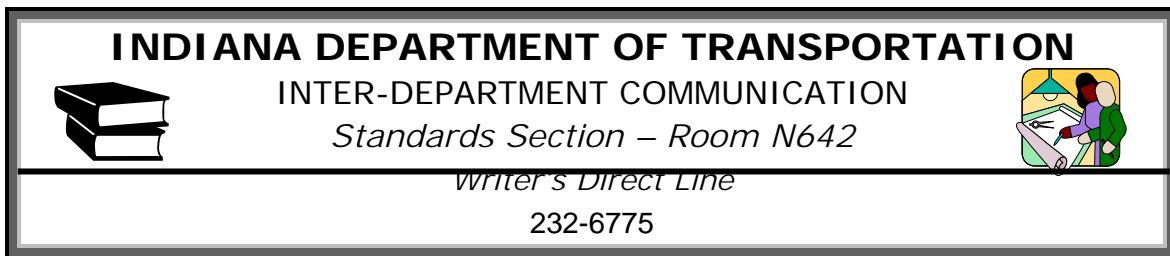 INDIANA DEPARTMENT OF TRANSPORTATION
INTER-DEPARTMENT COMMUNICATION
Standards Section – Room N642
Writer's Direct Line
232-6775